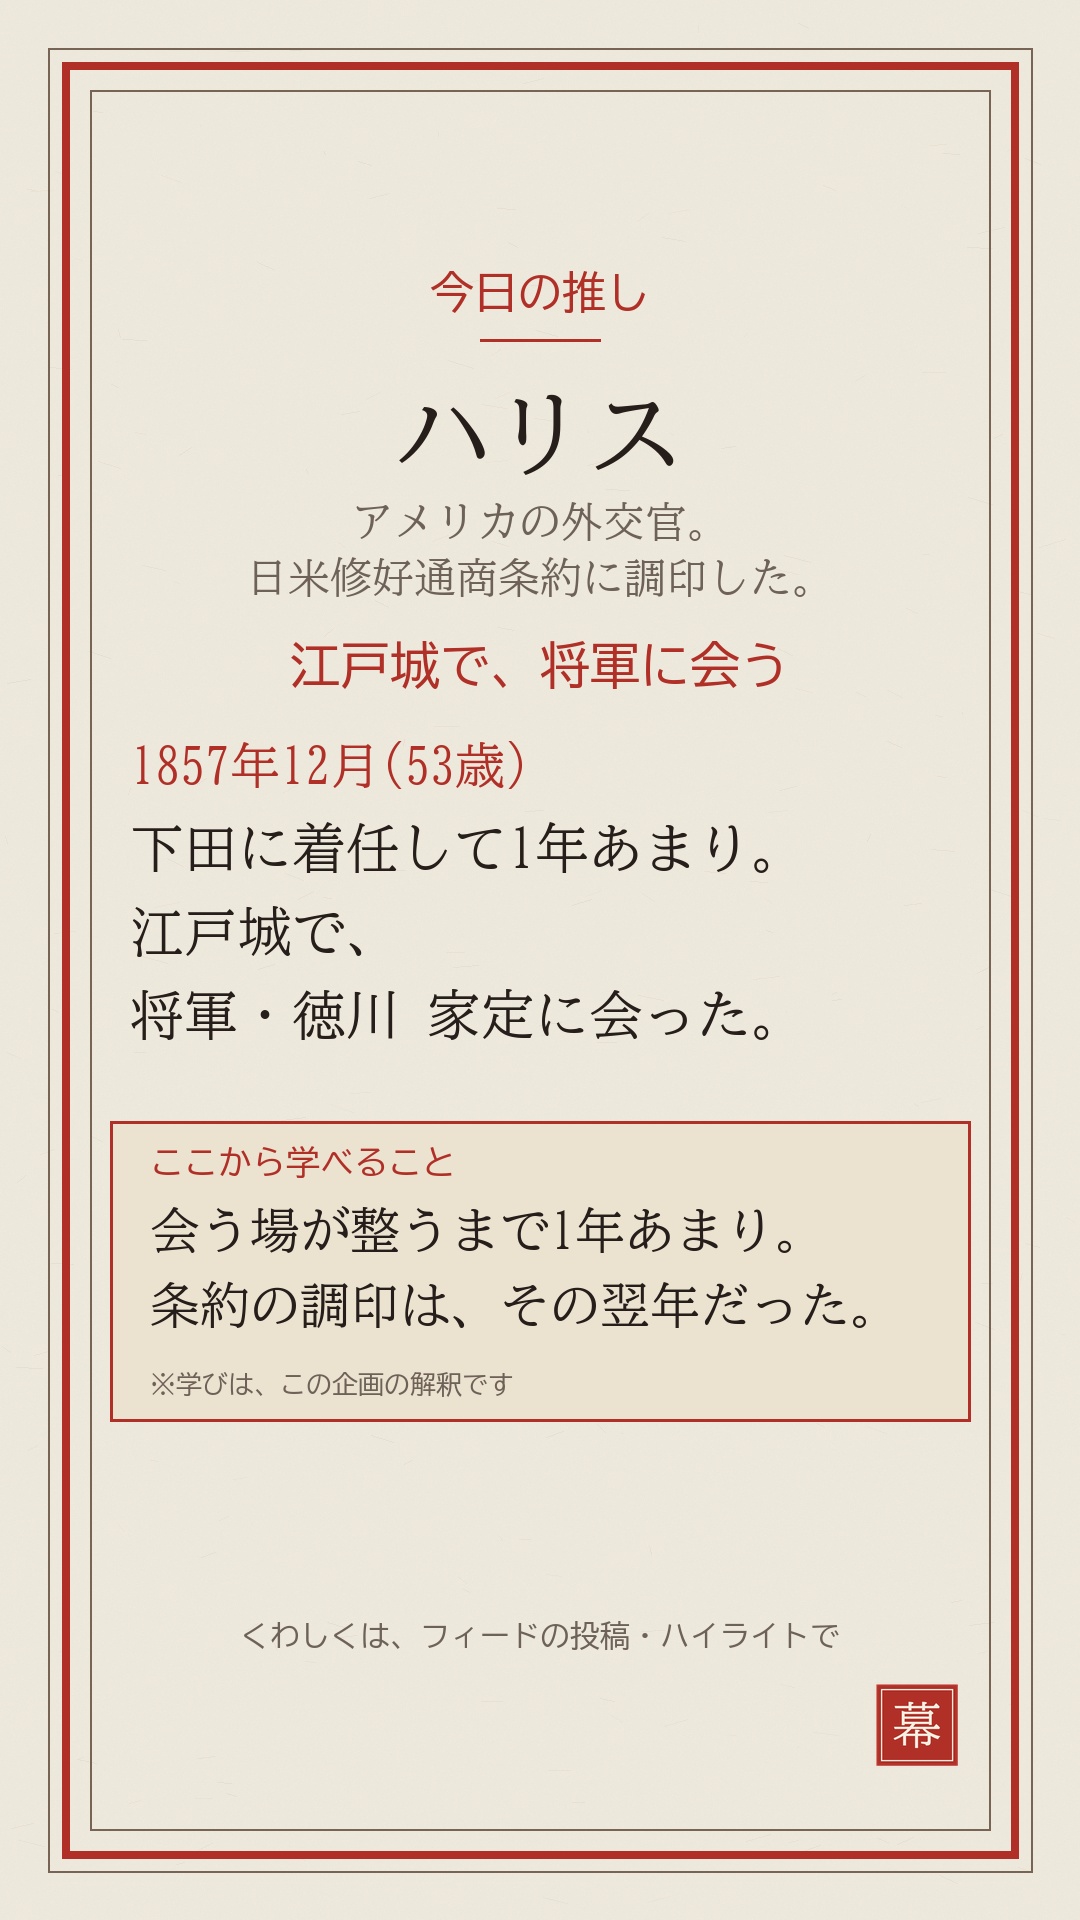 今日の推し
ハリス
アメリカの外交官。
日米修好通商条約に調印した。
江戸城で、将軍に会う
1857年12月(53歳)
下田に着任して1年あまり。
江戸城で、
将軍・徳川 家定に会った。
ここから学べること
会う場が整うまで1年あまり。
条約の調印は、その翌年だった。
※学びは、この企画の解釈です
くわしくは、フィードの投稿・ハイライトで
幕